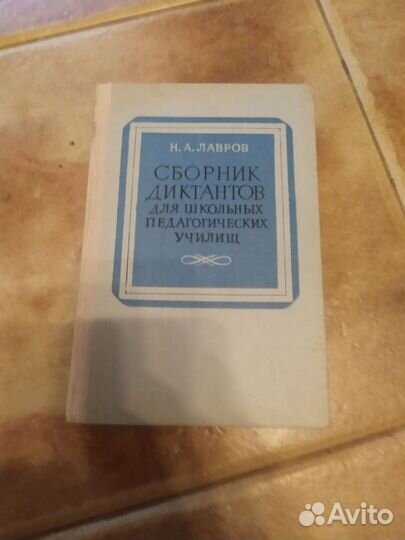 Н. А. ЛАВРОВ
СБОРНИК
ДИКТАНТОВ
ДЛЯ ШКОЛЬНЫХ
ПЕДАГОГИЧЕСКИХ
УЧИЛИЩ
Avito